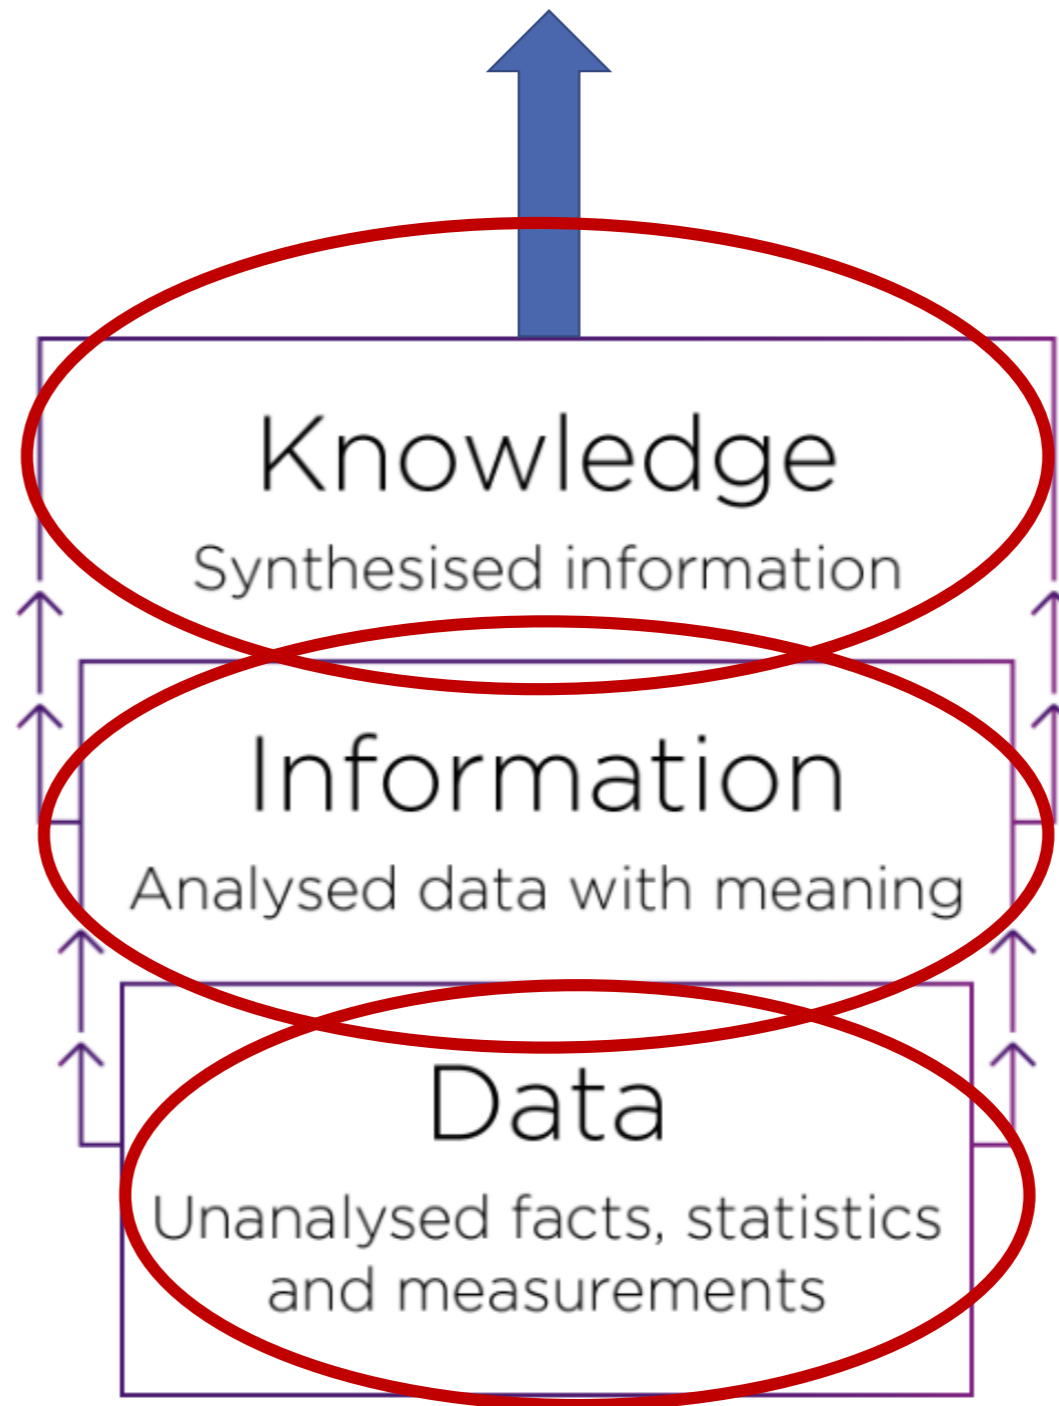 Knowledge
Synthesised information
Information
Analysed data with meaning
Data
Unanalysed facts, statistics
and measurements